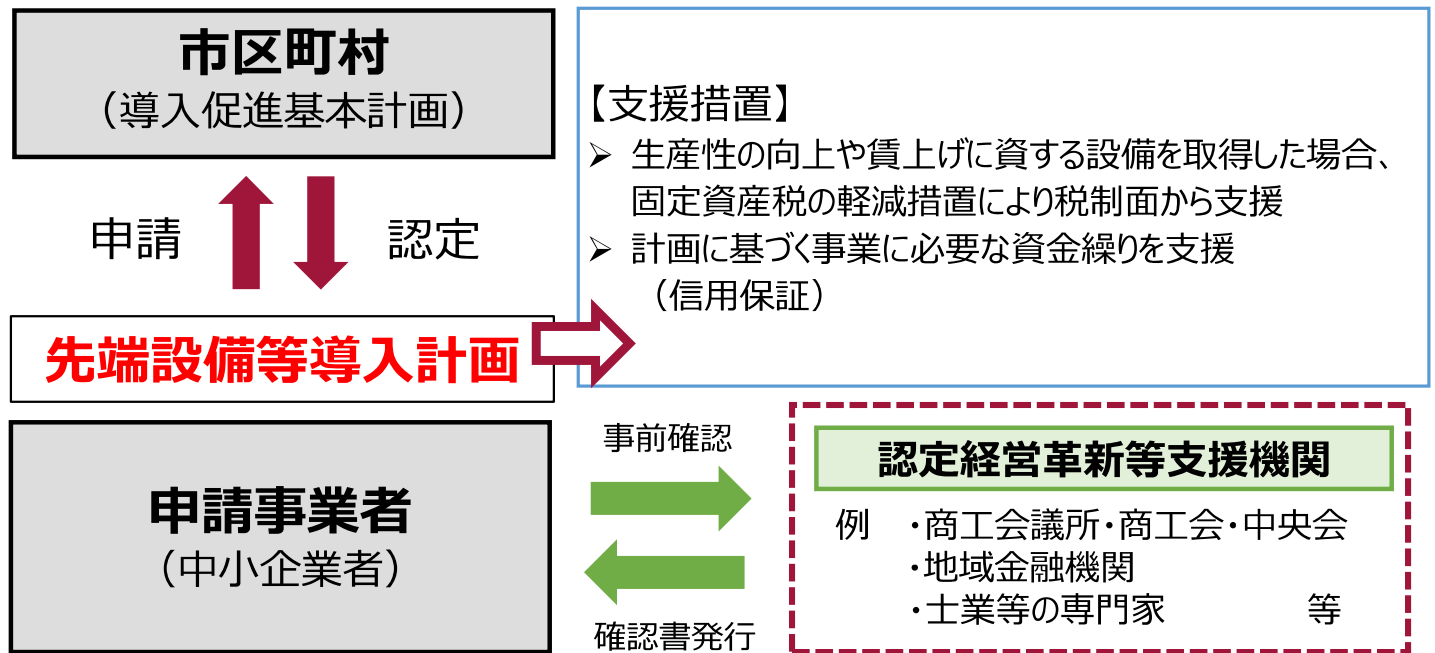 市区町村
（導入促進基本計画）
申請
認定
先端設備等導入計画
【支援措置】
➢ 生産性の向上や賃上げに資する設備を取得した場合、
固定資産税の軽減措置により税制面から支援
➢ 計画に基づく事業に必要な資金繰りを支援
（信用保証）
申請事業者
（中小企業者）
事前確認
確認書発行
認定経営革新等支援機関
例 ・商工会議所・商工会・中央会
・地域金融機関
・士業等の専門家 等